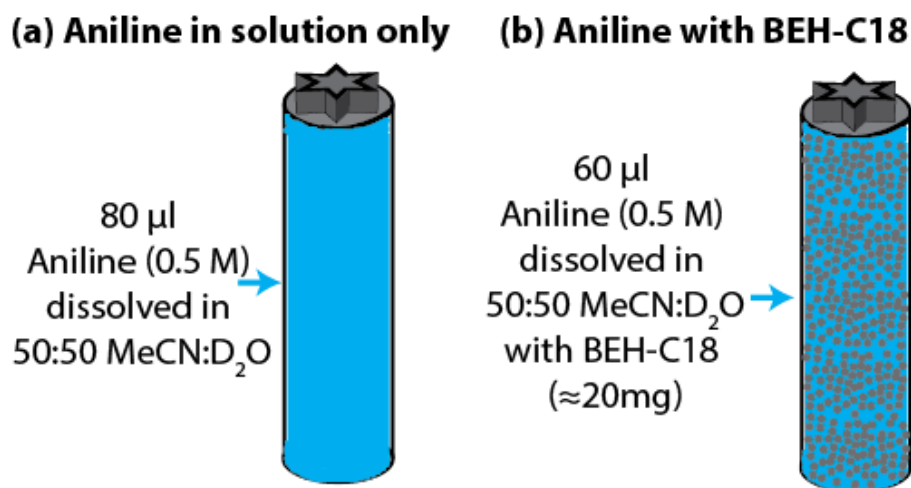 (a) Aniline in solution only
80 µl
Aniline (0.5 M)
dissolved in
50:50 MeCN:D₂O
(b) Aniline with BEH-C18
60 µl
Aniline (0.5 M)
dissolved in
50:50 MeCN:D₂O
with BEH-C18
(≈20mg)